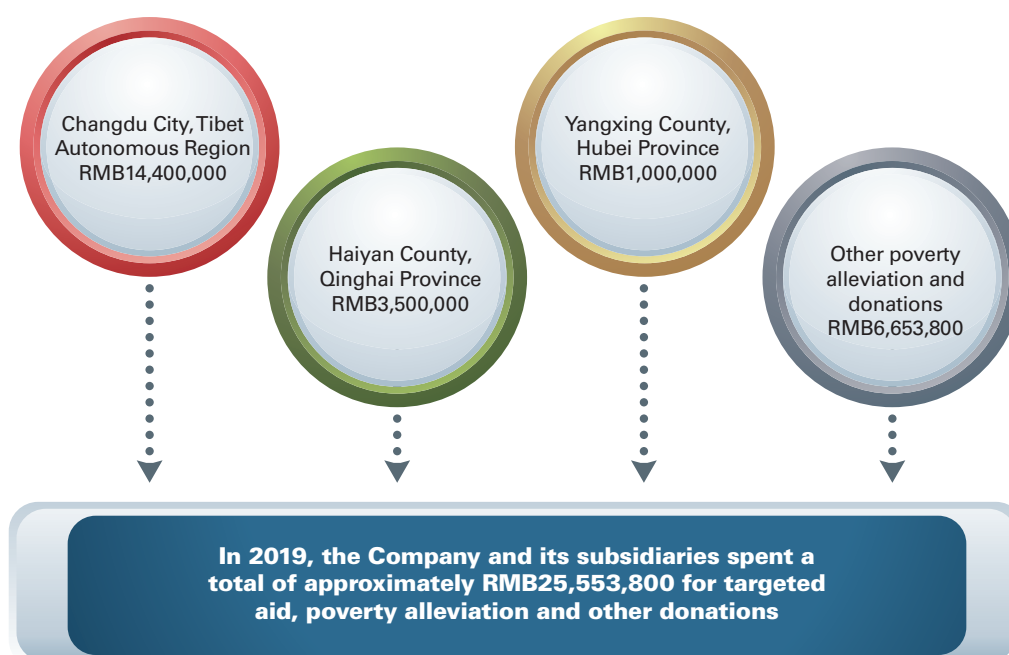 Changdu City, Tibet
Autonomous Region
RMB14,400,000
Haiyan County,
Qinghai Province
RMB3,500,000
Yangxing County,
Hubei Province
RMB1,000,000
Other poverty
alleviation and
donations
RMB6,653,800
In 2019, the Company and its subsidiaries spent a
total of approximately RMB25,553,800 for targeted
aid, poverty alleviation and other donations